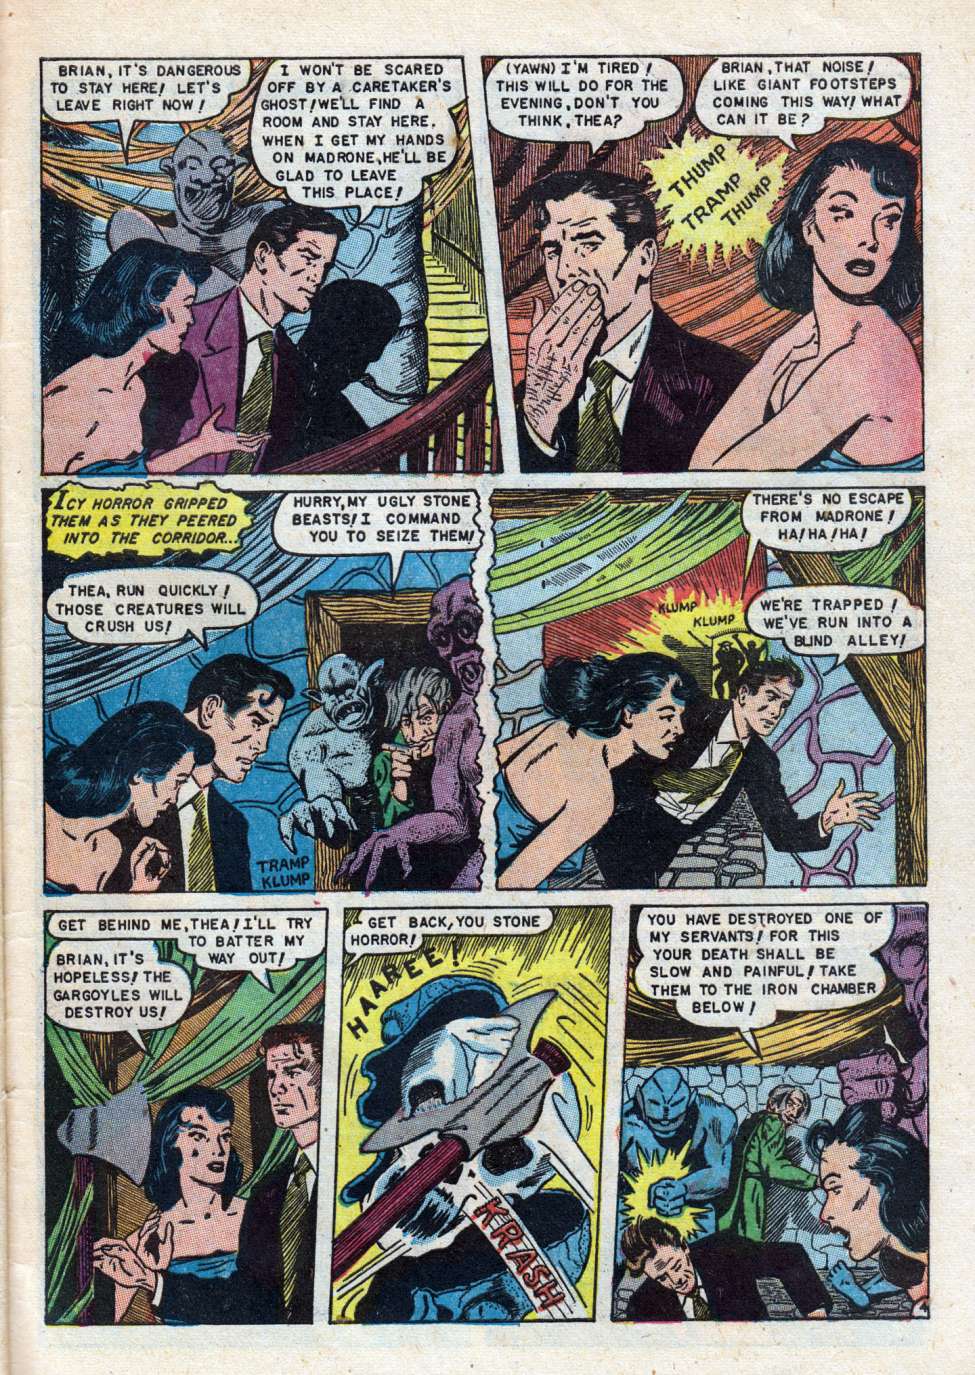 BRIAN, IT'S DANGEROUS
TO STAY HERE! LET'S
LEAVE RIGHT NOW!
I WON'T BE SCARED
OFF BY A CARETAKER'S
GHOST! WE'LL FIND A
ROOM AND STAY HERE.
WHEN I GET MY HANDS
ON MADRONE, HE'LL BE
GLAD TO LEAVE
THIS PLACE!
(YAWN) I'M TIRED!
THIS WILL DO FOR THE
EVENING, DON'T YOU
THINK, THEA?
BRIAN, THAT NOISE!
LIKE GIANT FOOTSTEPS
COMING THIS WAY! WHAT
CAN IT BE?
THUMP
TRAMP
THUMP
ICY HORROR GRIPPED
THEM AS THEY PEERED
INTO THE CORRIDOR...
HURRY, MY UGLY STONE
BEASTS! I COMMAND
YOU TO SEIZE THEM!
THEA, RUN QUICKLY!
THOSE CREATURES WILL
CRUSH US!
TRAMP
KLUMP
THERE'S NO ESCAPE
FROM MADRONE!
HA! HA! HA!
KLUMP
KLUMP
WE'RE TRAPPED!
WE'VE RUN INTO A
BLIND ALLEY!
GET BEHIND ME, THEA! I'LL TRY
TO BATTER MY
WAY OUT!
BRIAN, IT'S
HOPELESS! THE
GARGOYLES WILL
DESTROY US!
GET BACK, YOU STONE
HORROR!
HAAREE!
KRASH
YOU HAVE DESTROYED ONE OF
MY SERVANTS! FOR THIS
YOUR DEATH SHALL BE
SLOW AND PAINFUL! TAKE
THEM TO THE IRON CHAMBER
BELOW!